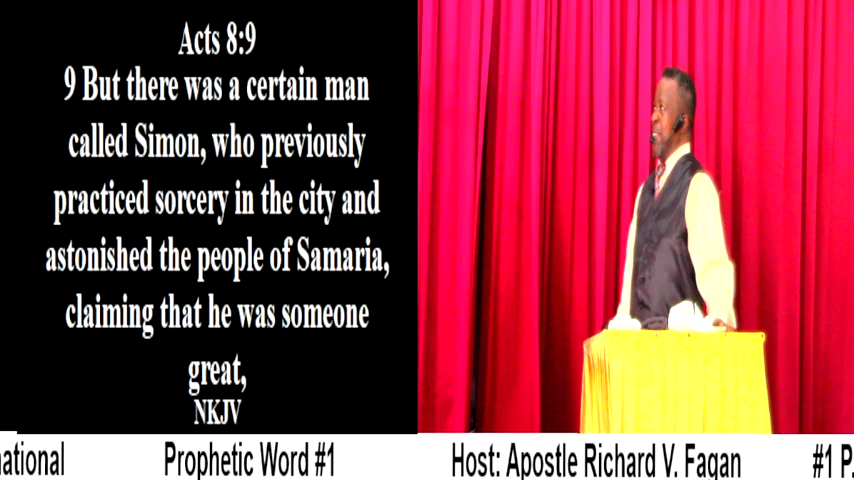 Acts 8:9
9 But there was a certain man
called Simon, who previously
practiced sorcery in the city and
astonished the people of Samaria,
claiming that he was someone
great,
NKJV
Prophetic Word #1 Host: Apostle Richard V. Fagan #1